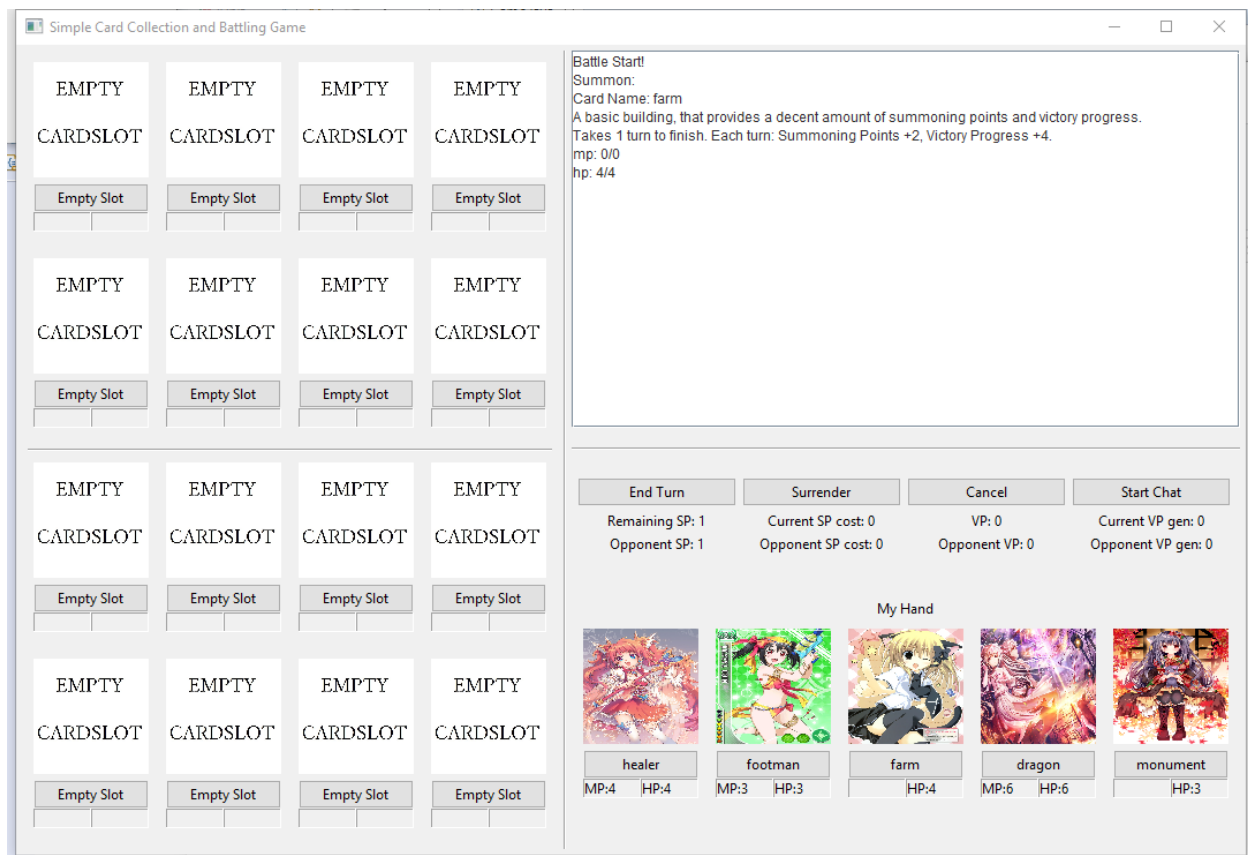 Simple Card Collection and Battling Game
EMPTY EMPTY EMPTY EMPTY
CARDSLOT CARDSLOT CARDSLOT CARDSLOT
Empty Slot Empty Slot Empty Slot Empty Slot
EMPTY EMPTY EMPTY EMPTY
CARDSLOT CARDSLOT CARDSLOT CARDSLOT
Empty Slot Empty Slot Empty Slot Empty Slot
EMPTY EMPTY EMPTY EMPTY
CARDSLOT CARDSLOT CARDSLOT CARDSLOT
Empty Slot Empty Slot Empty Slot Empty Slot
EMPTY EMPTY EMPTY EMPTY
CARDSLOT CARDSLOT CARDSLOT CARDSLOT
Empty Slot Empty Slot Empty Slot Empty Slot
Battle Start!
Summon:
Card Name: farm
A basic building, that provides a decent amount of summoning points and victory progress.
Takes 1 turn to finish. Each turn: Summoning Points +2, Victory Progress +4.
mp: 0/0
hp: 4/4
End Turn Surrender Cancel Start Chat
Remaining SP: 1 Current SP cost: 0 VP: 0 Current VP gen: 0
Opponent SP: 1 Opponent SP cost: 0 Opponent VP: 0 Opponent VP gen: 0
My Hand
healer footman farm dragon monument
MP:4 HP:4 MP:3 HP:3 HP:4 MP:6 HP:6 HP:3